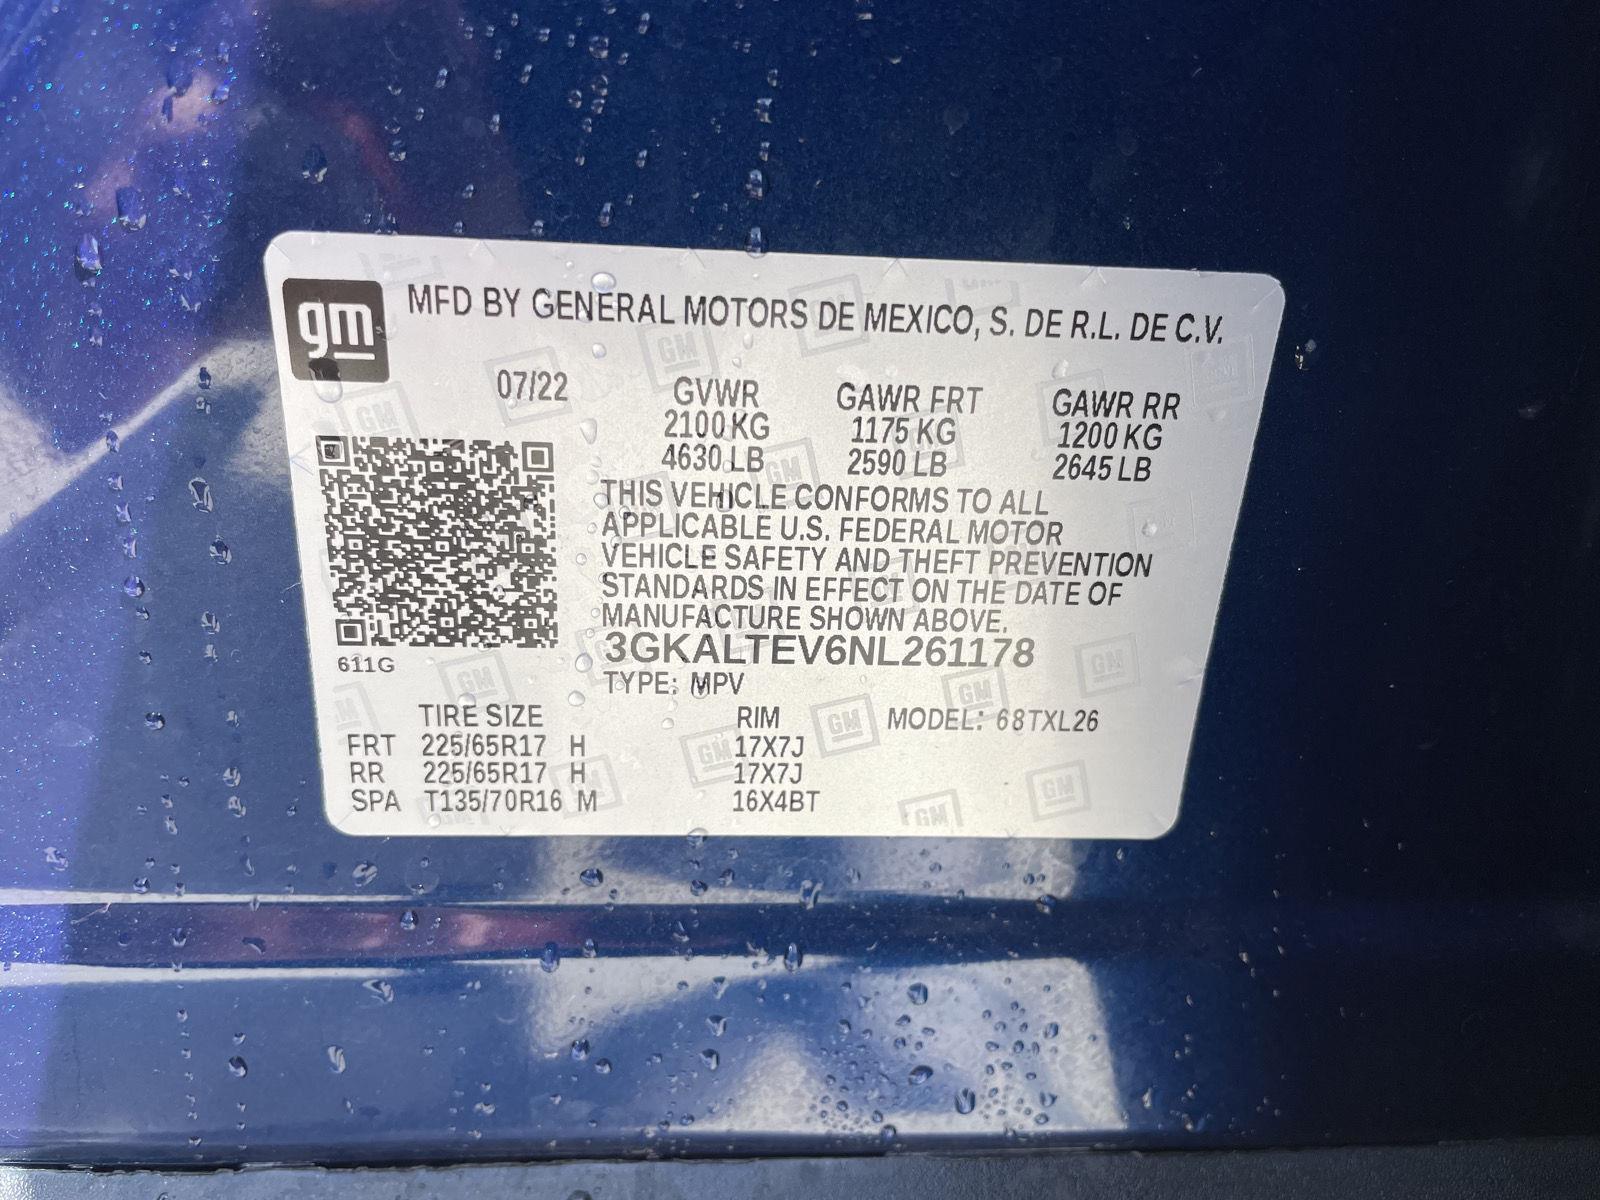 gm
MFD BY GENERAL MOTORS DE MEXICO, S. DE R.L. DE C.V.
07/22 GVWR GAWR FRT GAWR RR
2100 KG 1175 KG 1200 KG
4630 LB 2590 LB 2645 LB
THIS VEHICLE CONFORMS TO ALL
APPLICABLE U.S. FEDERAL MOTOR
VEHICLE SAFETY AND THEFT PREVENTION
STANDARDS IN EFFECT ON THE DATE OF
MANUFACTURE SHOWN ABOVE.
3GKALTEV6NL261178
611G
TYPE: MPV
TIRE SIZE RIM MODEL: 68TXL26
FRT 225/65R17 H 17X7J
RR 225/65R17 H 17X7J
SPA T135/70R16 M 16X4BT